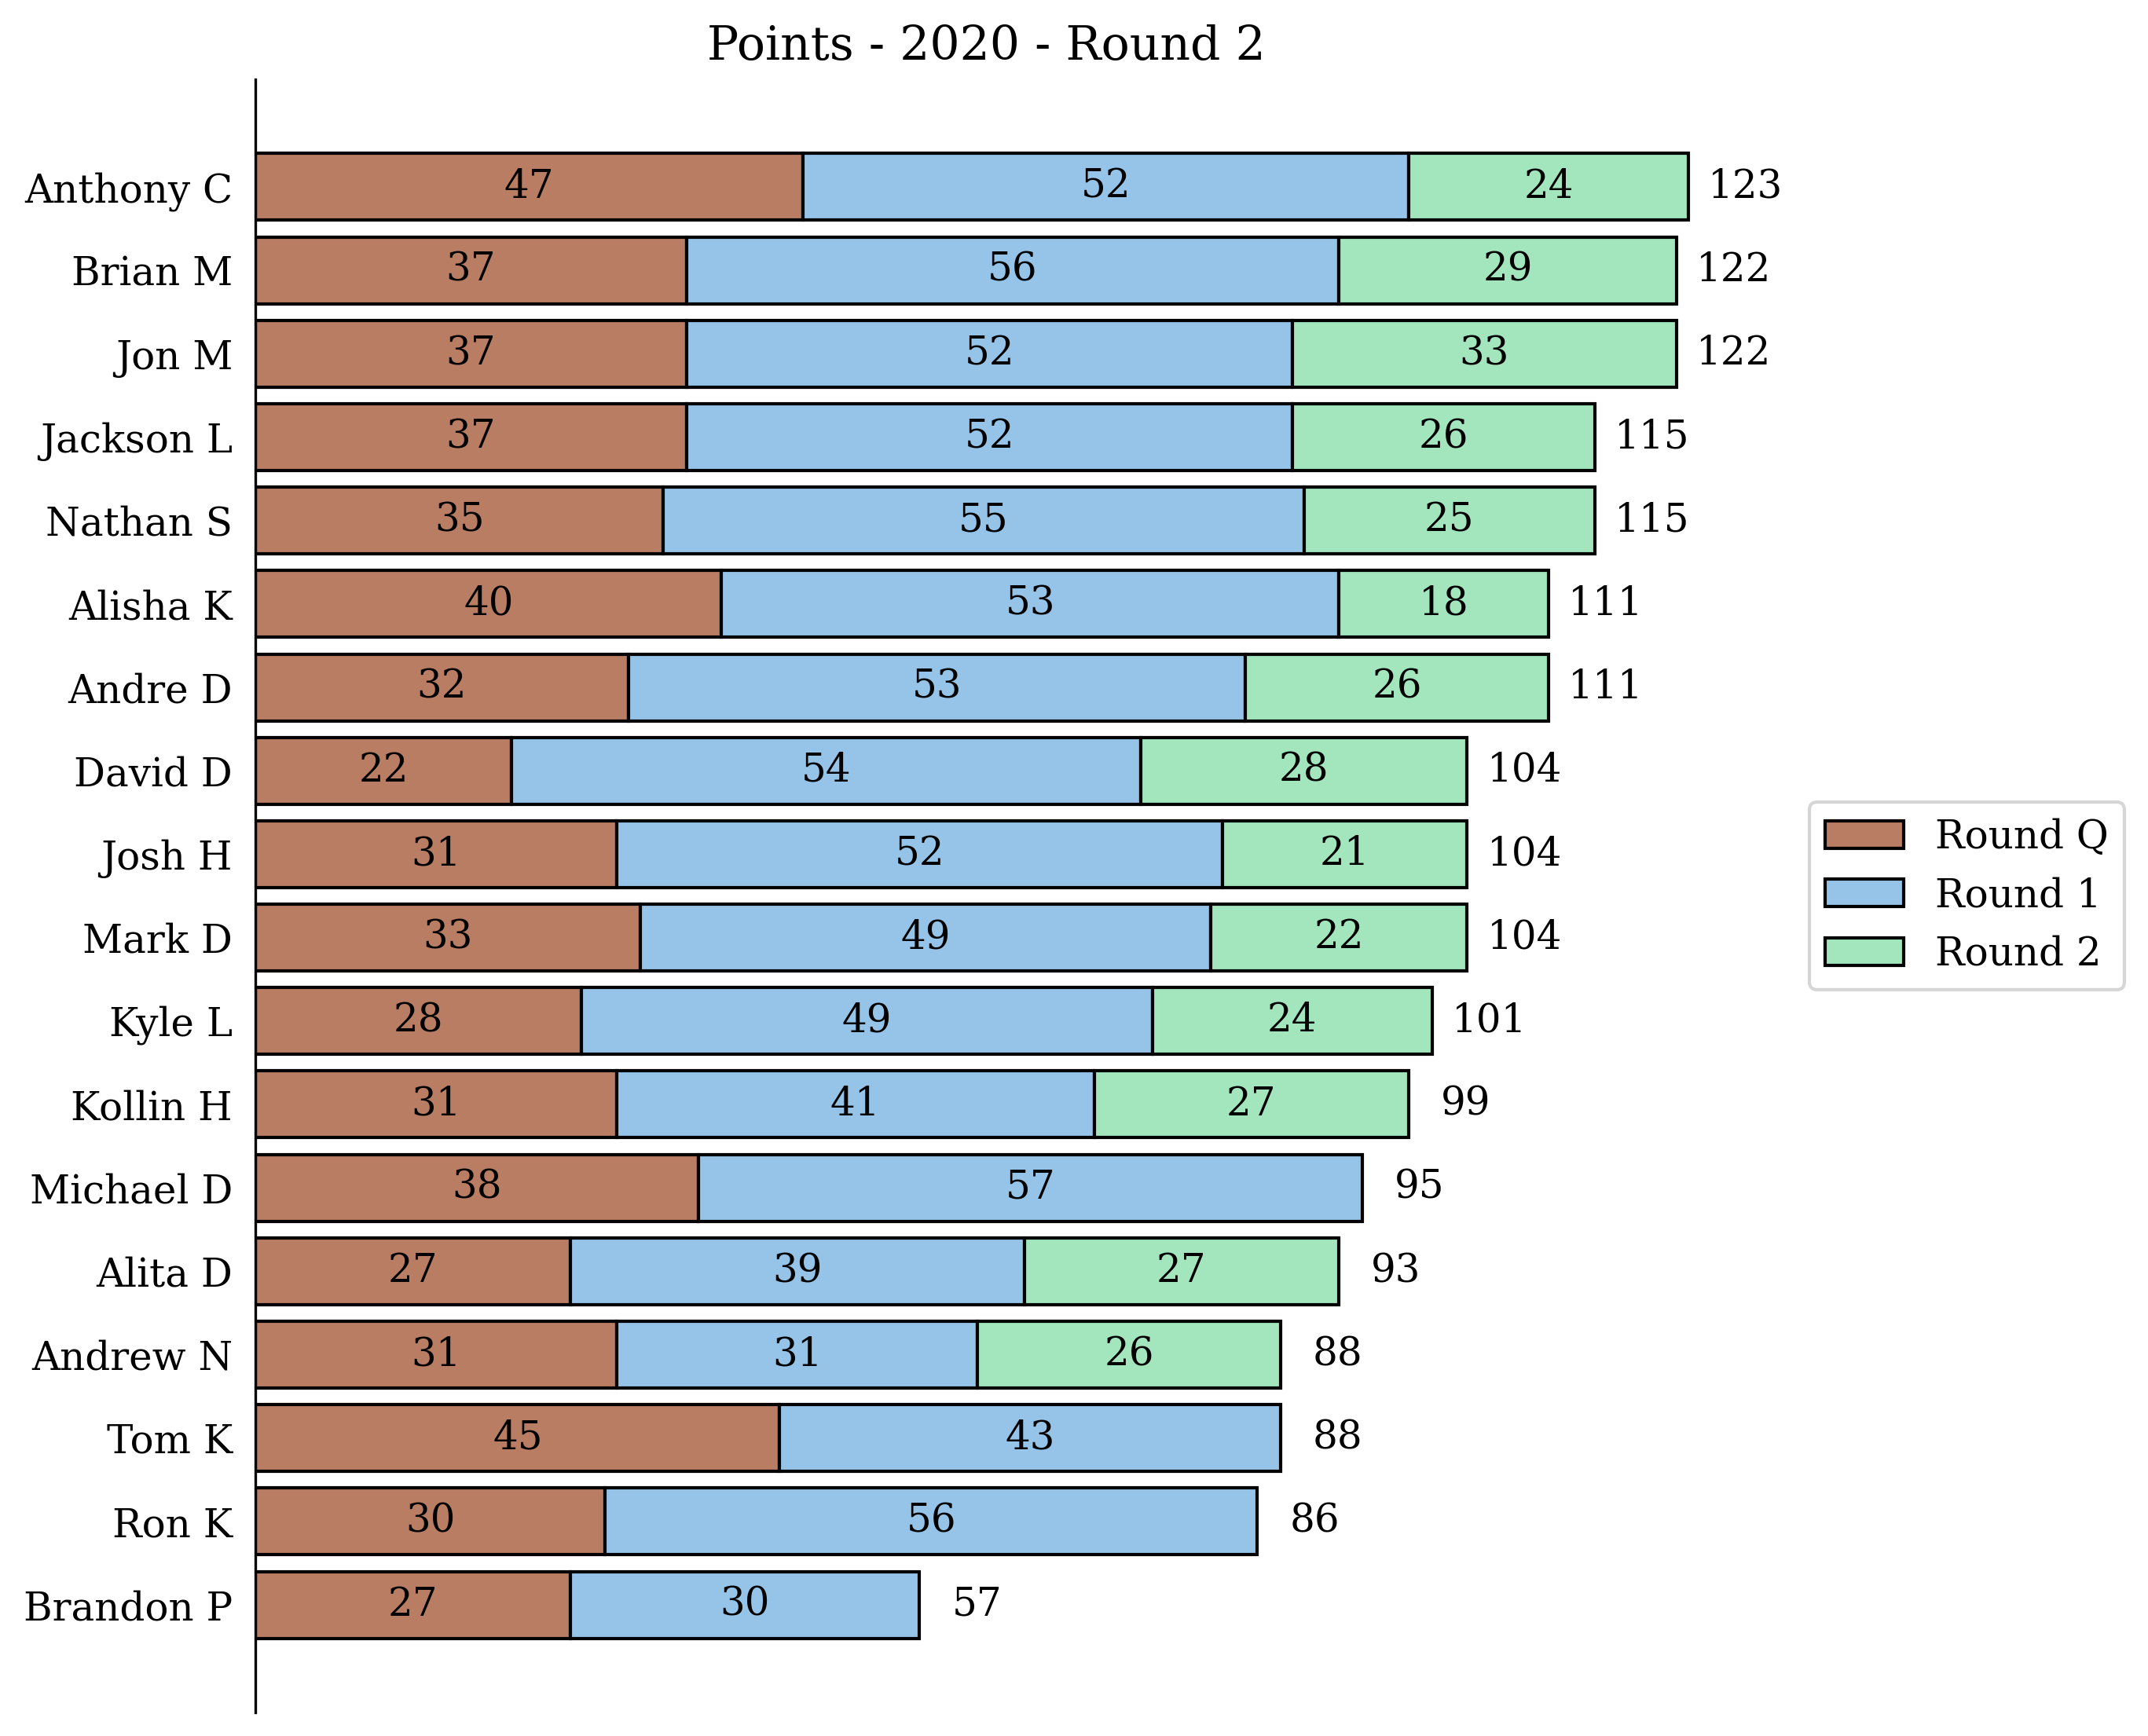 Points - 2020 - Round 2
Anthony C 47 52 24 123
Brian M 37 56 29 122
Jon M 37 52 33 122
Jackson L 37 52 26 115
Nathan S 35 55 25 115
Alisha K 40 53 18 111
Andre D 32 53 26 111
David D 22 54 28 104
Josh H 31 52 21 104
Mark D 33 49 22 104
Kyle L 28 49 24 101
Kollin H 31 41 27 99
Michael D 38 57 95
Alita D 27 39 27 93
Andrew N 31 31 26 88
Tom K 45 43 88
Ron K 30 56 86
Brandon P 27 30 57
Round Q
Round 1
Round 2